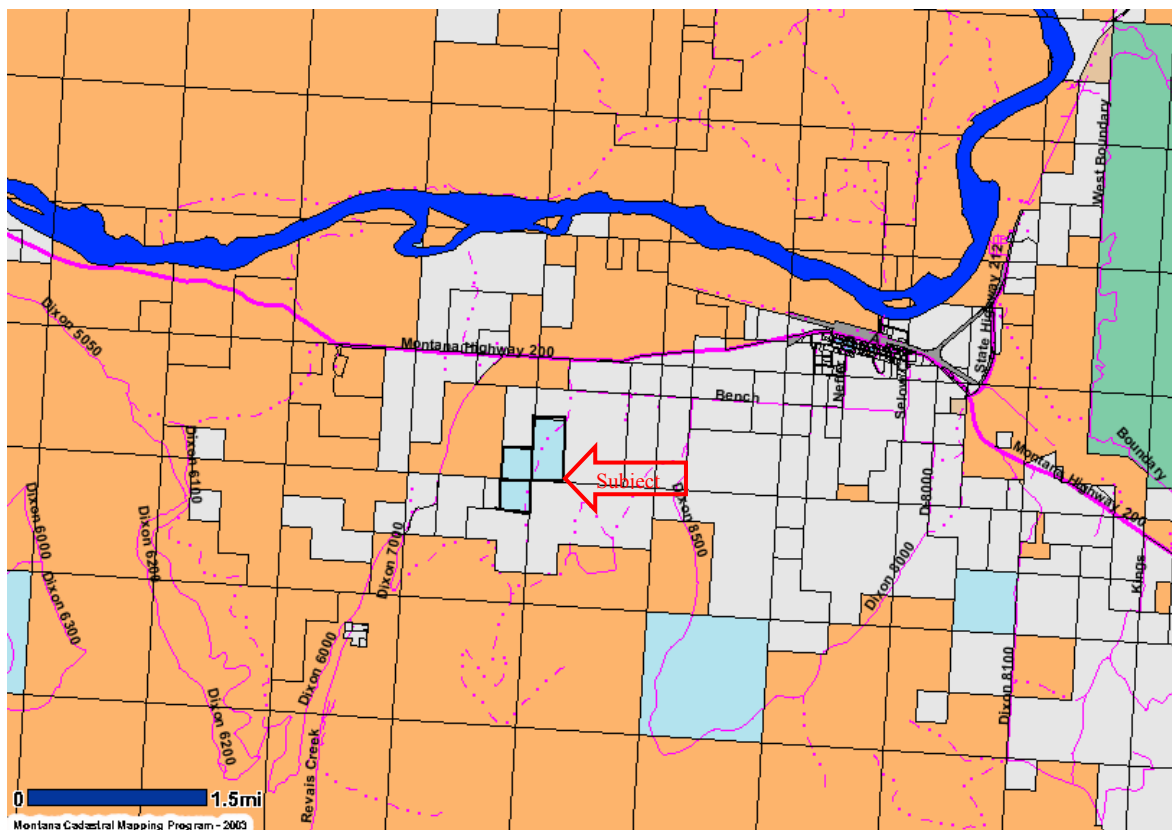 West Boundary
State Highway 212
Dixon 5050
Montana Highway 200
Neffer
Selow
Bench
Boundary
Montana Highway 200
Subject
Dixon 6100
Dixon 6000
Dixon 6200
Dixon 7000
Dixon 8500
D-8000
Dixon 8000
Kings
Dixon 6300
Dixon 6000
Dixon 8100
Dixon 6200
Revais Creek
0 1.5mi
Montana Cadastral Mapping Program - 2003